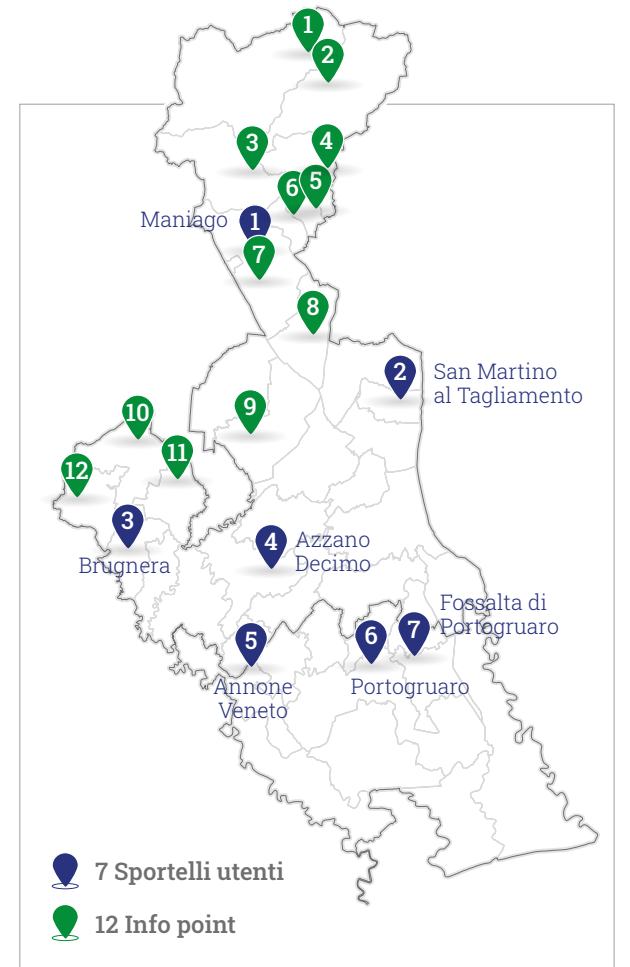 1
2
3
4
5
6
Maniago
1
7
8
2
San Martino
al Tagliamento
9
10
11
12
3
Brugnera
4
Azzano
Decimo
Fossalta di
Portogruaro
5
6
7
Annone
Veneto
Portogruaro
7 Sportelli utenti
12 Info point